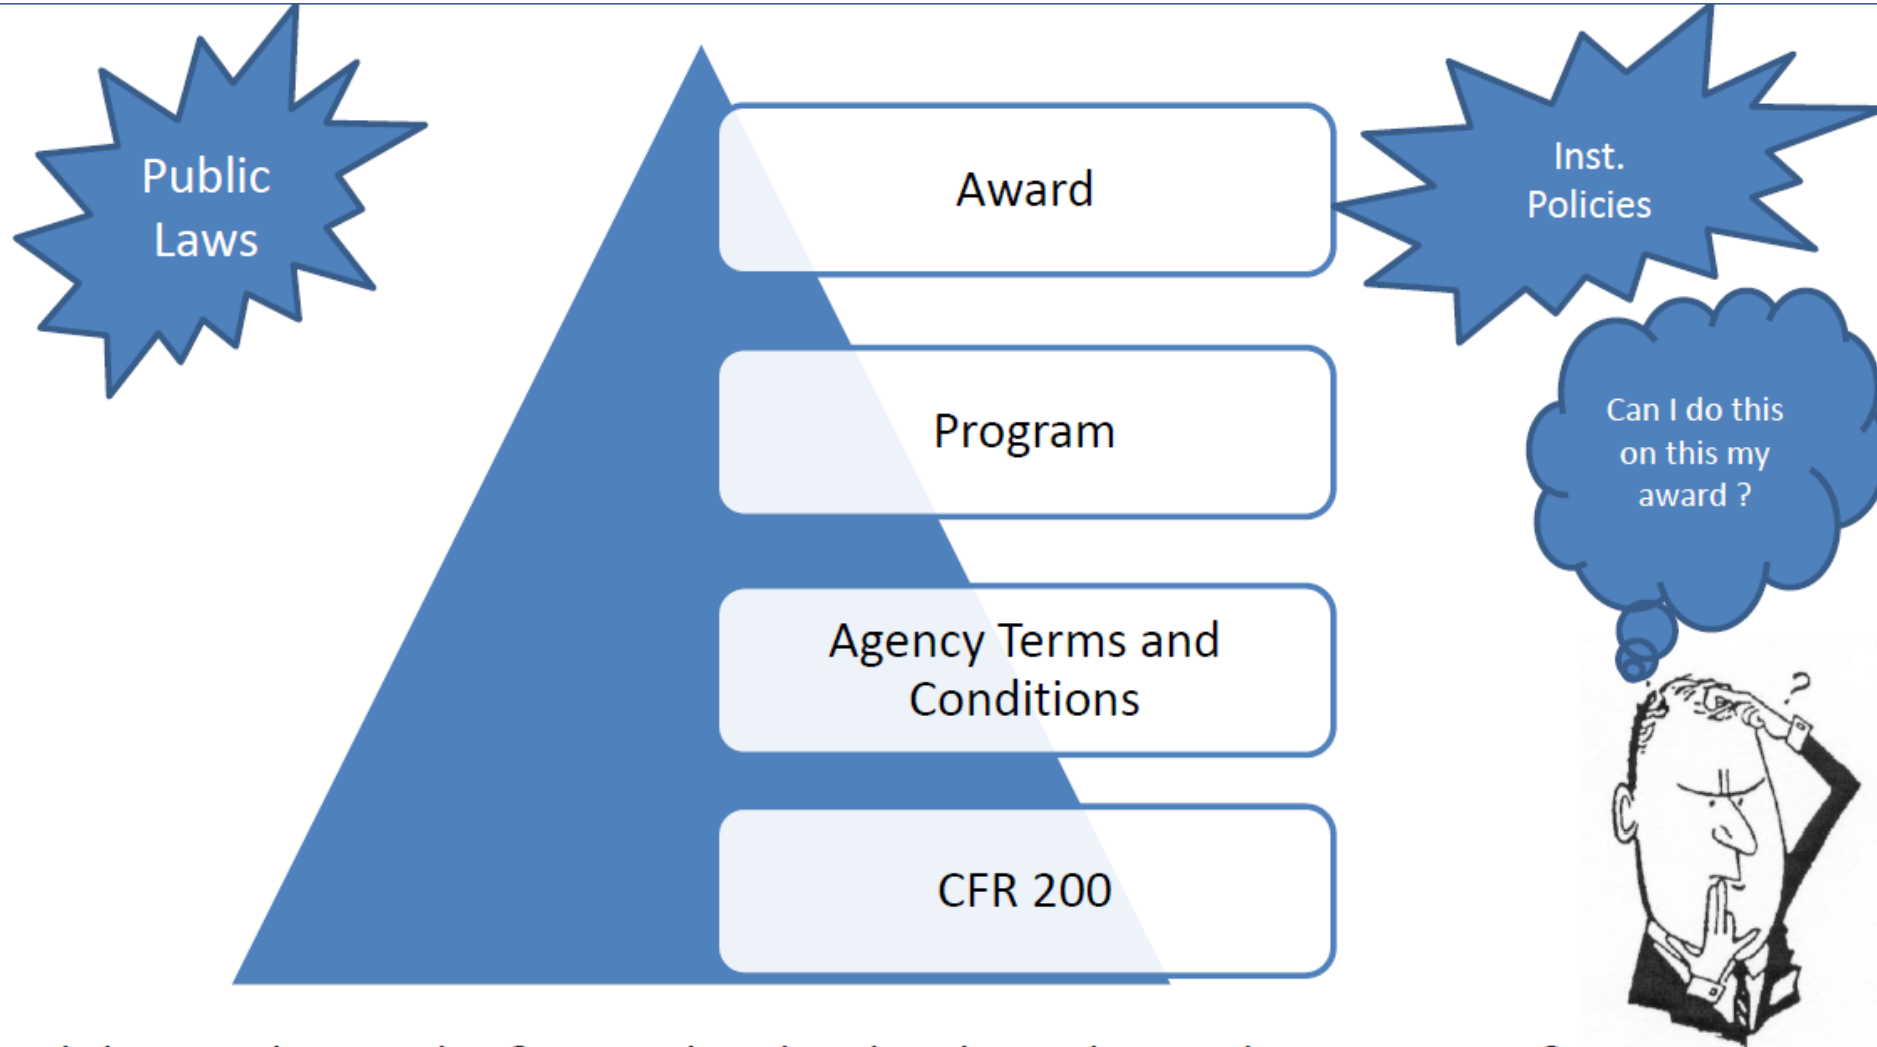 Public
Laws
Award
Inst.
Policies
Program
Can I do this
on this my
award ?
Agency Terms and
Conditions
CFR 200
?